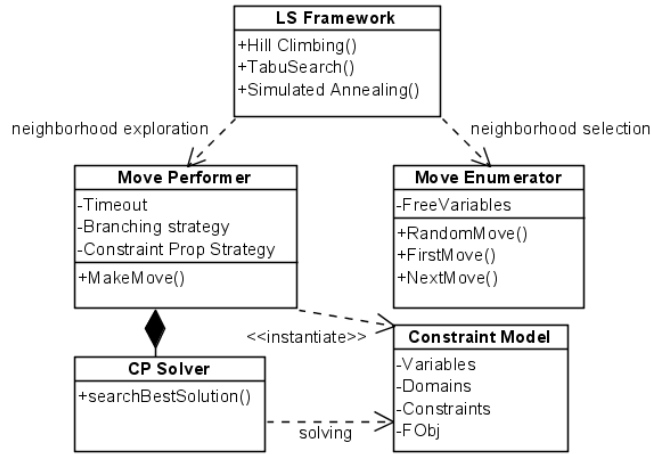 LS Framework
+Hill Climbing()
+TabuSearch()
+Simulated Annealing()
neighborhood exploration
neighborhood selection
Move Performer
-Timeout
-Branching strategy
-Constraint Prop Strategy
+MakeMove()
Move Enumerator
-FreeVariables
+RandomMove()
+FirstMove()
+NextMove()
<<instantiate>>
CP Solver
+searchBestSolution()
solving
Constraint Model
-Variables
-Domains
-Constraints
-FObj